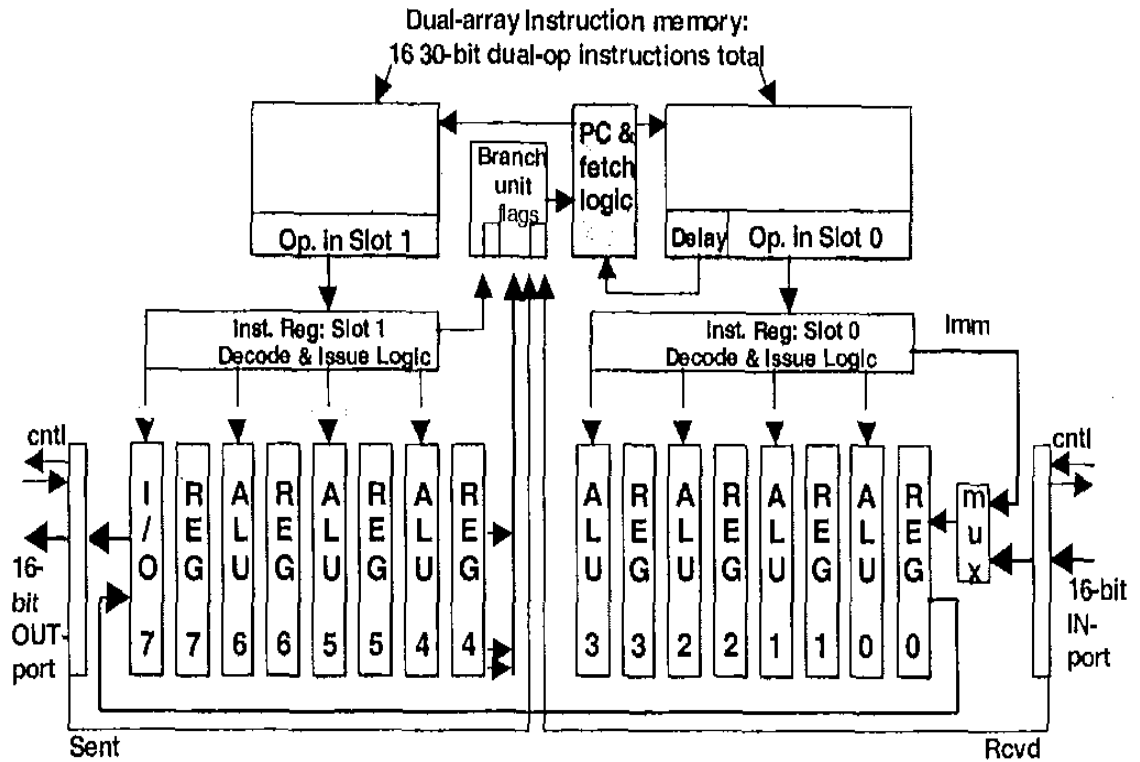 Dual-array Instruction memory:
16 30-bit dual-op instructions total
Op. in Slot 1
Branch
unit
flags
PC &
fetch
logic
Delay
Op. in Slot 0
Inst. Reg: Slot 1
Decode & Issue Logic
Inst. Reg: Slot 0
Decode & Issue Logic
Imm
cntl
16-
bit
OUT-
port
I/O
7
REG
7
ALU
6
REG
6
ALU
5
REG
5
ALU
4
REG
4
ALU
3
REG
3
ALU
2
REG
2
ALU
1
REG
1
ALU
0
REG
0
mux
cntl
16-bit
IN-
port
Sent
Rcvd